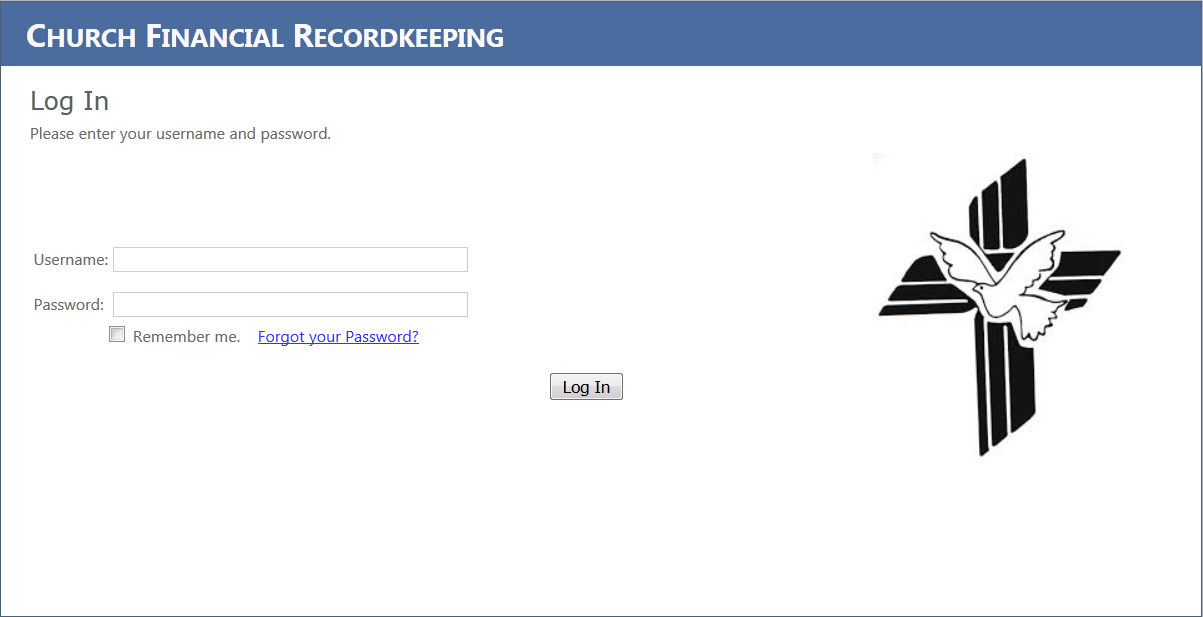 CHURCH FINANCIAL RECORDKEEPING
Log In
Please enter your username and password.
Username:
Password:
Remember me. Forgot your Password?
Log In